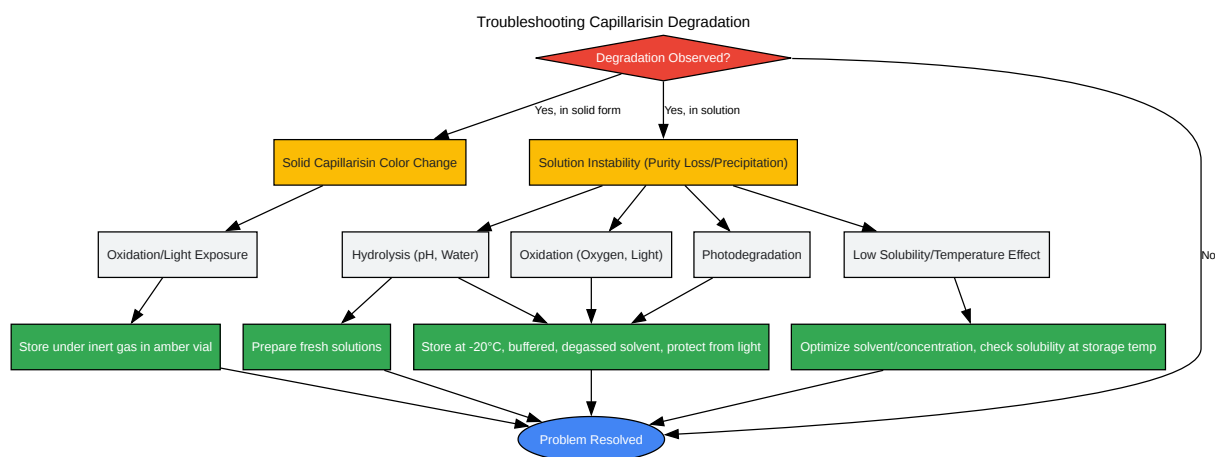 Troubleshooting Capillarisin Degradation
Degradation Observed?
Yes, in solid form
Yes, in solution
Solid Capillarisin Color Change
Solution Instability (Purity Loss/Precipitation)
Oxidation/Light Exposure
Hydrolysis (pH, Water)
Oxidation (Oxygen, Light)
Photodegradation
Low Solubility/Temperature Effect
No
Store under inert gas in amber vial
Prepare fresh solutions
Store at -20°C, buffered, degassed solvent, protect from light
Optimize solvent/concentration, check solubility at storage temp
Problem Resolved